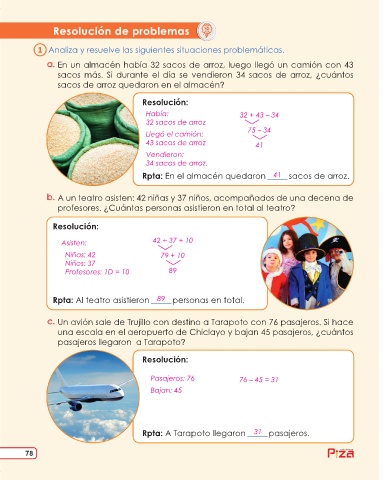 Resolución de problemas
1 Analiza y resuelve las siguientes situaciones problemáticas.
a. En un almacén había 32 sacos de arroz, luego llegó un camión con 43
sacos más. Si durante el día se vendieron 34 sacos de arroz, ¿cuántos
sacos de arroz quedaron en el almacén?
Resolución:
Había: 32 + 43 – 34
32 sacos de arroz
75 – 34
Llegó el camión:
43 sacos de arroz 41
Vendieron:
34 sacos de arroz.
Rpta: En el almacén quedaron 41 sacos de arroz.
b. A un teatro asisten: 42 niñas y 37 niños, acompañados de una decena de
profesores. ¿Cuántas personas asistieron en total al teatro?
Resolución:
Asisten: 42 + 37 + 10
Niñas: 42 79 + 10
Niños: 37
Profesores: 1D = 10 89
Rpta: Al teatro asistieron 89 personas en total.
c. Un avión sale de Trujillo con destino a Tarapoto con 76 pasajeros. Si hace
una escala en el aeropuerto de Chiclayo y bajan 45 pasajeros, ¿cuántos
pasajeros llegaron a Tarapoto?
Resolución:
Pasajeros: 76 76 – 45 = 31
Bajan: 45
Rpta: A Tarapoto llegaron 31 pasajeros.
78